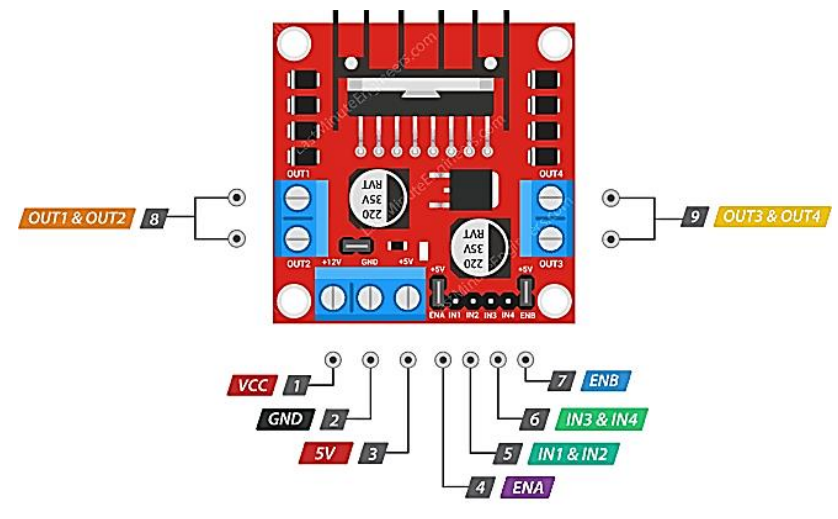 LastMinuteEngineers.com
LastMinuteEngineers.com
OUT1
OUT4
220
35V
RVT
220
35V
RVT
OUT1 & OUT2 8
9 OUT3 & OUT4
OUT2 +12V GND +5V +5V +5V OUT3
ENA IN1 IN2 IN3 IN4 ENB
VCC 1
7 ENB
GND 2
6 IN3 & IN4
5V 3
5 IN1 & IN2
4 ENA